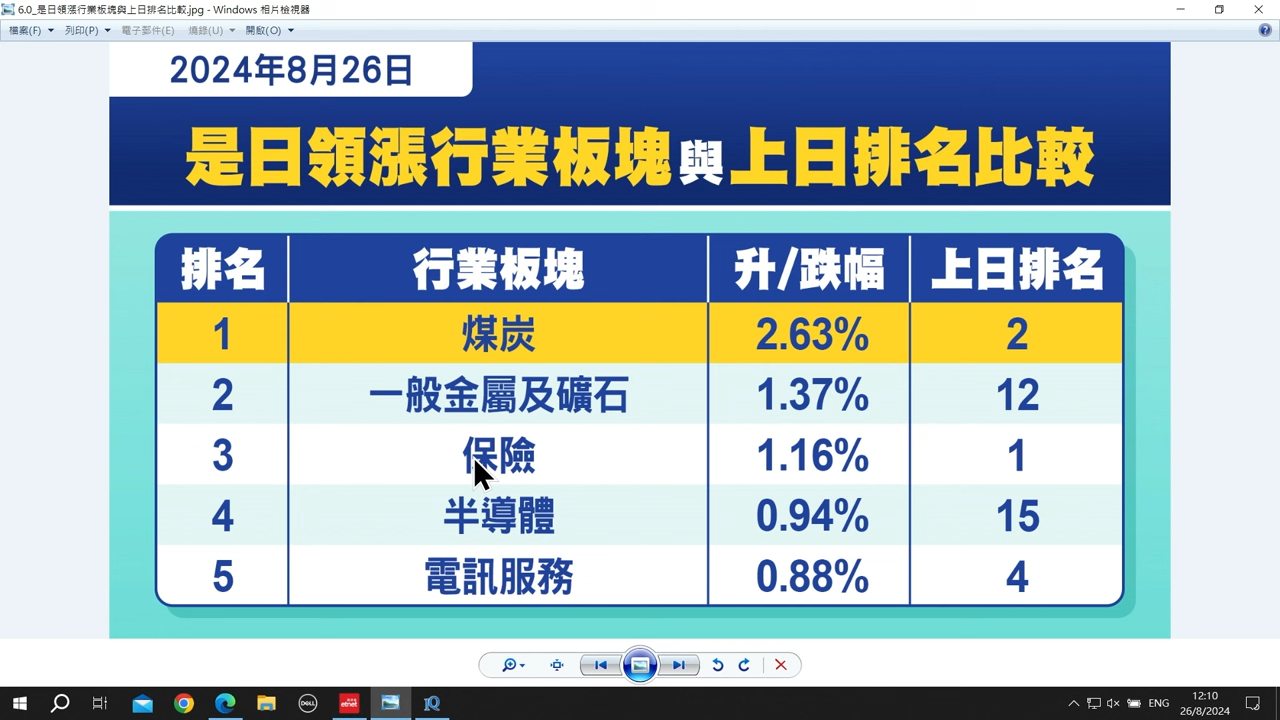 6.0_是日領漲行業板塊與上日排名比較.jpg - Windows 相片檢視器
檔案(F) 列印(P) 電子郵件(E) 燒錄(U) 開啟(O)
2024年8月26日
是日領漲行業板塊與上日排名比較
排名 行業板塊 升/跌幅 上日排名
1 煤炭 2.63% 2
2 一般金屬及礦石 1.37% 12
3 保險 1.16% 1
4 半導體 0.94% 15
5 電訊服務 0.88% 4
DELL etnet IQ ENG 12:10
26/8/2024